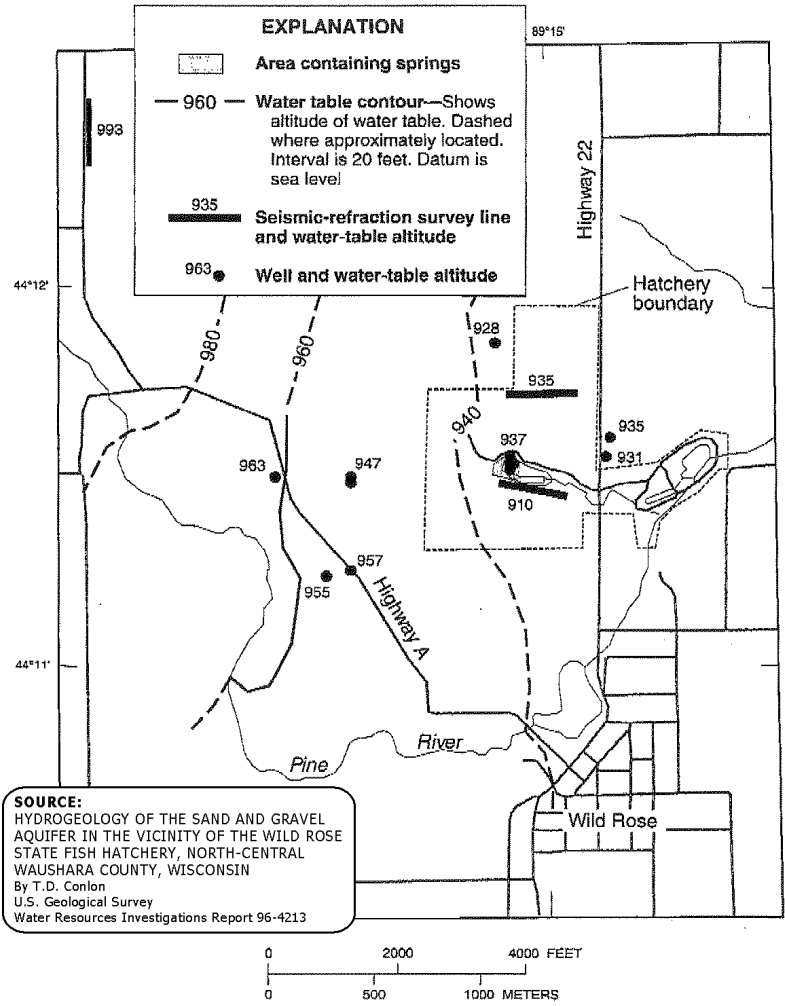 EXPLANATION
Area containing springs
960
Water table contour—Shows
altitude of water table. Dashed
where approximately located.
Interval is 20 feet. Datum is
sea level
935
Seismic-refraction survey line
and water-table altitude
963
Well and water-table altitude
89°15'
993
Highway 22
44°12'
Hatchery
boundary
980
960
928
935
940
937
935
931
963
947
910
957
955
Highway A
44°11'
Pine
River
Wild Rose
SOURCE:
HYDROGEOLOGY OF THE SAND AND GRAVEL
AQUIFER IN THE VICINITY OF THE WILD ROSE
STATE FISH HATCHERY, NORTH-CENTRAL
WAUSHARA COUNTY, WISCONSIN
By T.D. Conlon
U.S. Geological Survey
Water Resources Investigations Report 96-4213
0 2000 4000 FEET
0 500 1000 METERS